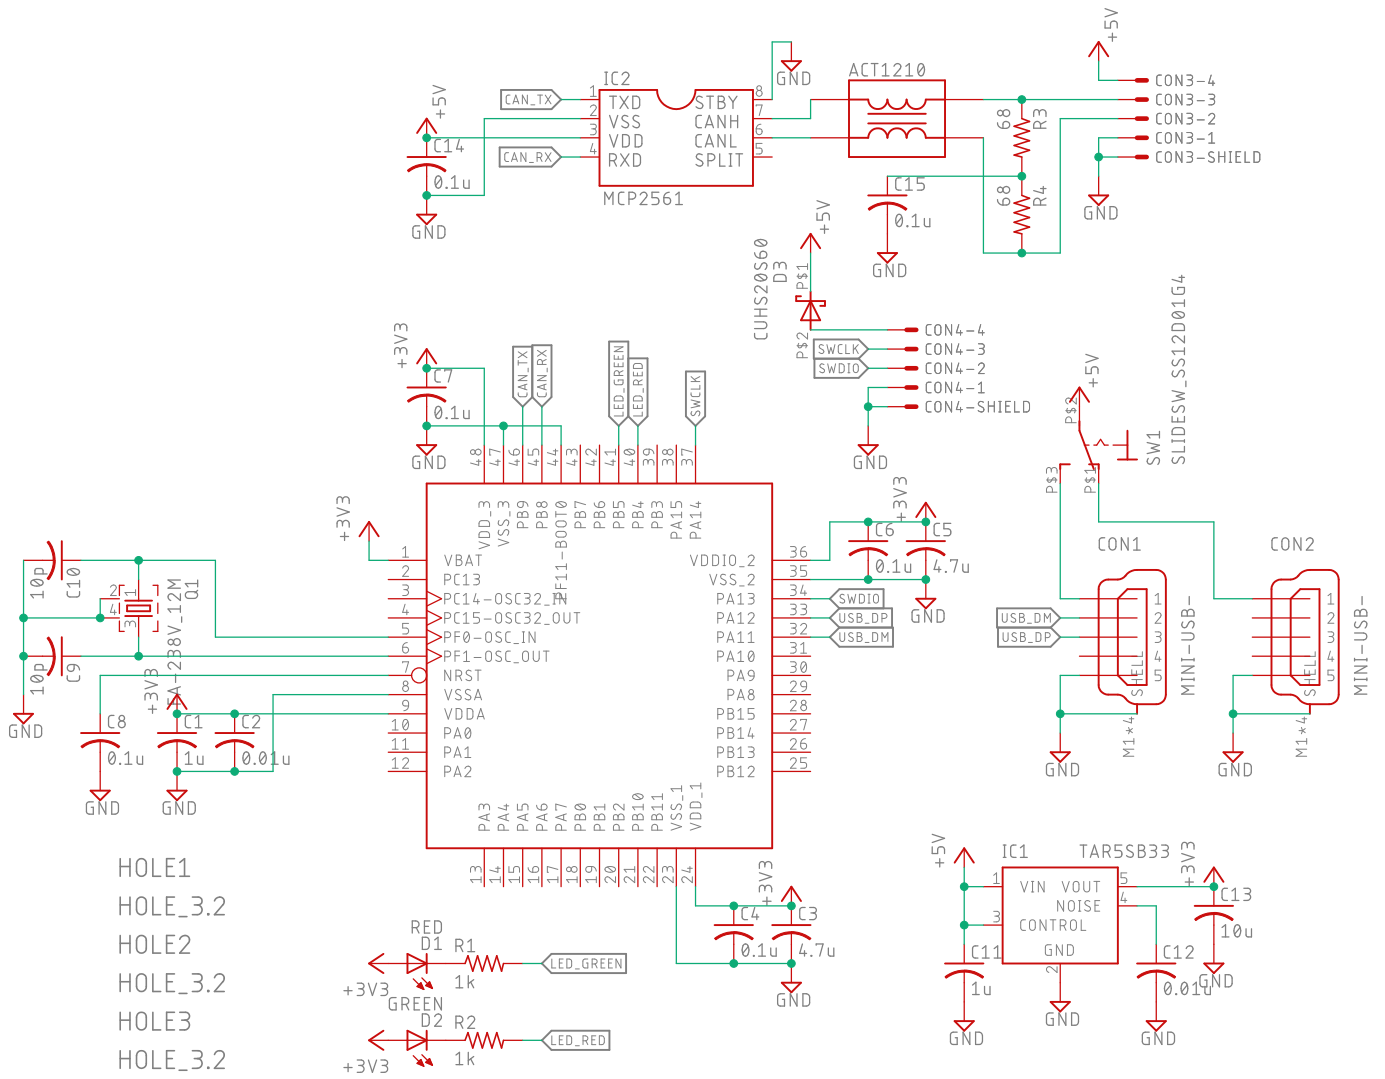 +5V
IC2
ACT1210
GND
CAN_TX
1 TXD STBY 8
2 VSS CANH 7
3 VDD CANL 6
4 RXD SPLIT 5
CAN_RX
MCP2561
+5V
C14
0.1u
GND
CON3-4
CON3-3
CON3-2
CON3-1
CON3-SHIELD
68 R3
68 R4
C15
0.1u
GND
GND
+5V
CUHS20S60
D3
P$1
P$2
CON4-4
SWCLK CON4-3
SWDIO CON4-2
CON4-1
CON4-SHIELD
GND
+5V
P$2
SW1
SLIDESW_SS12D01G4
P$3
P$1
+3V3
C7
0.1u
GND
CAN_TX
CAN_RX
LED_GREEN
LED_RED
SWCLK
48 47 46 45 44 43 42 41 40 39 38 37
VDD_3
VSS_3
PB9
PB8
PF11-BOOT0
PB7
PB6
PB5
PB4
PB3
PA15
PA14
+3V3
1 VBAT
2 PC13
3 PC14-OSC32_IN
4 PC15-OSC32_OUT
5 PF0-OSC_IN
6 PF1-OSC_OUT
7 NRST
8 VSSA
9 VDDA
10 PA0
11 PA1
12 PA2
VDDIO_2 36
VSS_2 35
PA13 34 SWDIO
PA12 33 USB_DP
PA11 32 USB_DM
PA10 31
PA9 30
PA8 29
PB15 28
PB14 27
PB13 26
PB12 25
PA3
PA4
PA5
PA6
PA7
PB0
PB1
PB2
PB10
PB11
VSS_1
VDD_1
13 14 15 16 17 18 19 20 21 22 23 24
+3V3
C6
0.1u
C5
4.7u
GND
10p C10
2 1
4 3
Q1
10p C9
GND
+3V3
C8
0.1u
GND
C1
1u
C2
0.01u
GND
CON1
USB_DM
USB_DP
1
2
3
4
5
SHELL
MINI-USB-
M1*4
GND
CON2
1
2
3
4
5
SHELL
MINI-USB-
M1*4
GND
+3V3
C4
0.1u
C3
4.7u
GND
+5V
IC1 TAR5SB33
1 VIN VOUT 5
NOISE 4
3 CONTROL
GND
2
GND
C11
1u
GND
C12
0.01u
GND
+3V3
C13
10u
GND
HOLE1
HOLE_3.2
HOLE2
HOLE_3.2
HOLE3
HOLE_3.2
RED
D1
R1
1k
+3V3
LED_GREEN
GREEN
D2
R2
1k
+3V3
LED_RED